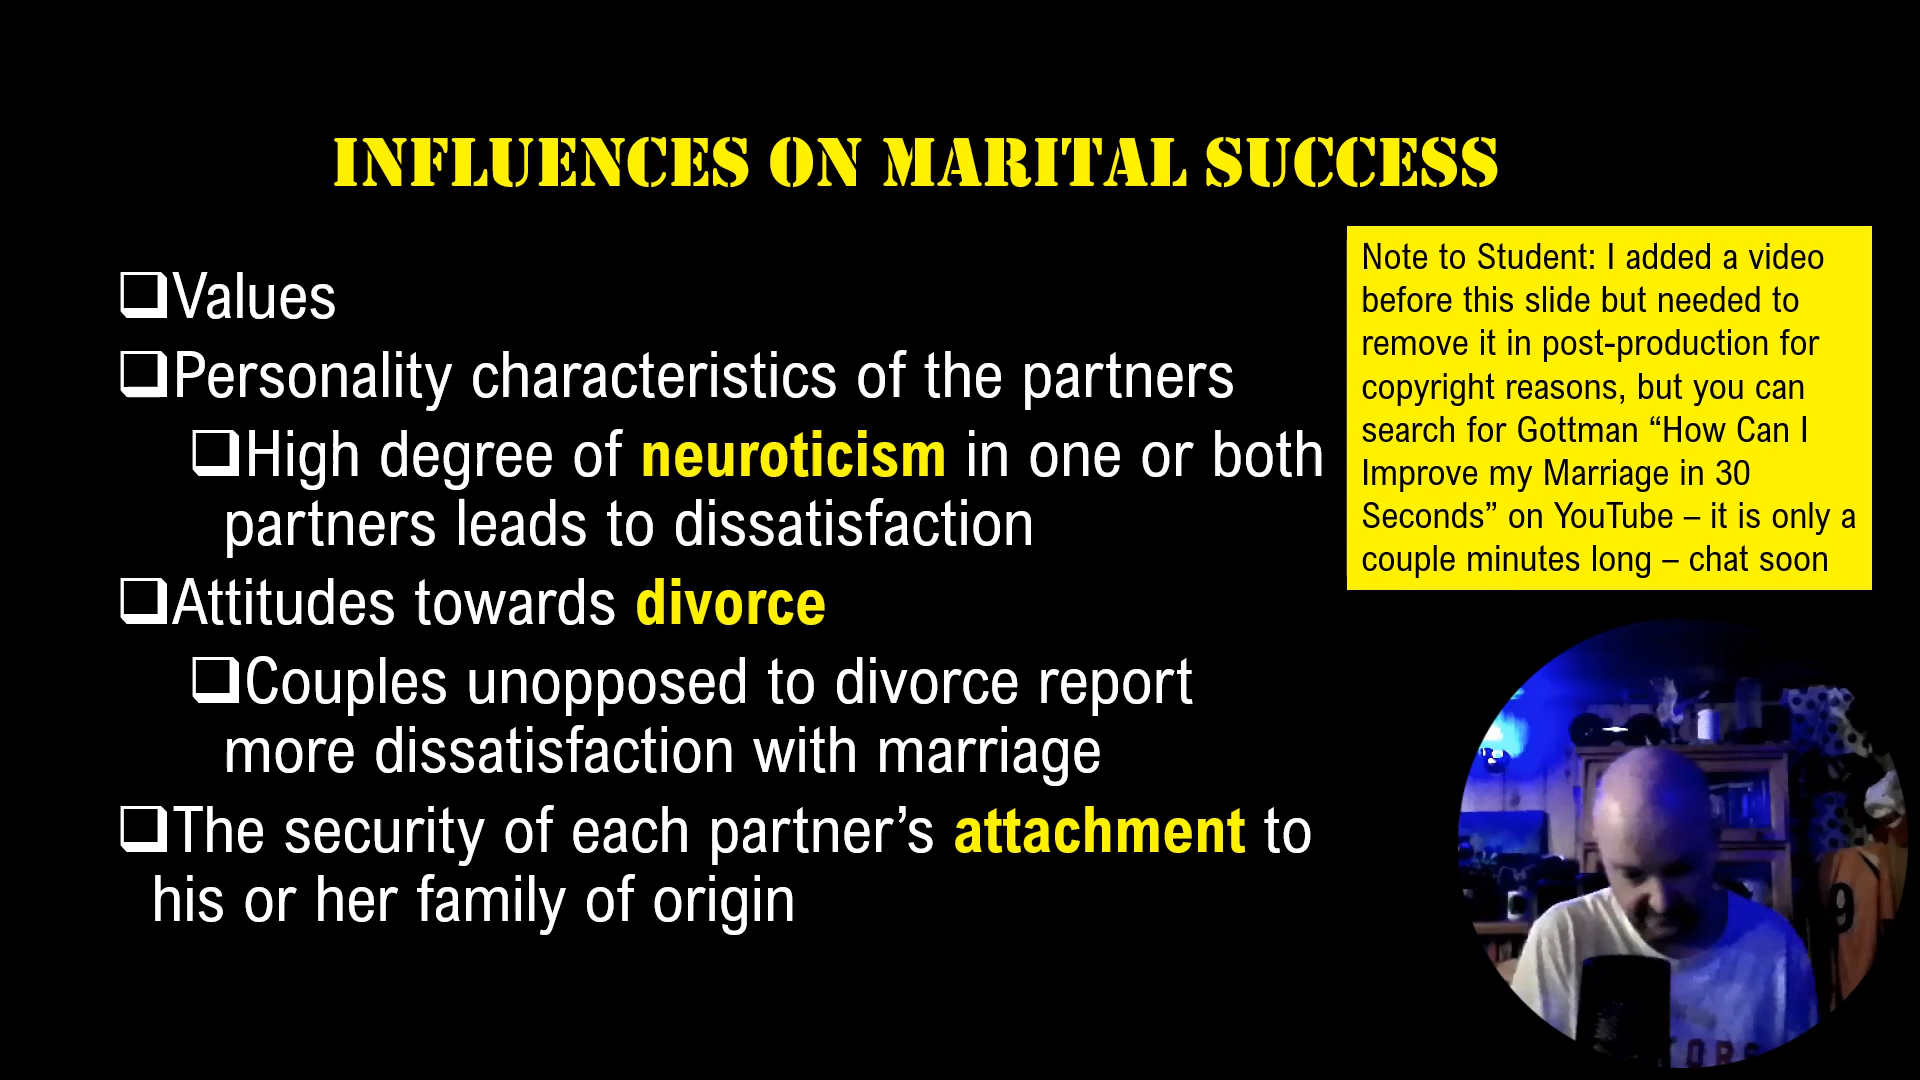 INFLUENCES ON MARITAL SUCCESS
❑Values
❑Personality characteristics of the partners
❑High degree of neuroticism in one or both
partners leads to dissatisfaction
❑Attitudes towards divorce
❑Couples unopposed to divorce report
more dissatisfaction with marriage
❑The security of each partner’s attachment to
his or her family of origin
Note to Student: I added a video
before this slide but needed to
remove it in post-production for
copyright reasons, but you can
search for Gottman “How Can I
Improve my Marriage in 30
Seconds” on YouTube – it is only a
couple minutes long – chat soon
9